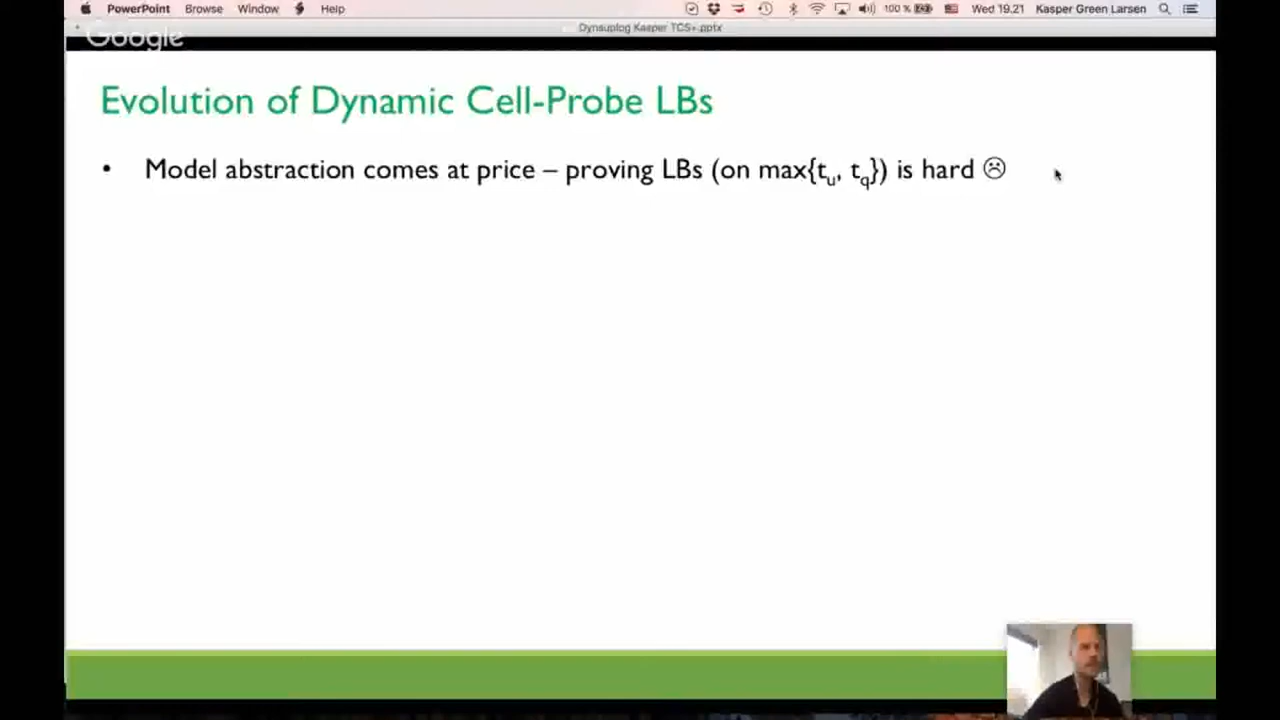 PowerPoint Browse Window Help 100 % Wed 19.21 Kasper Green Larsen
Dynsuplog Kasper TCS+.pptx
Google
Evolution of Dynamic Cell-Probe LBs
• Model abstraction comes at price – proving LBs (on max{tu, tq}) is hard ☹